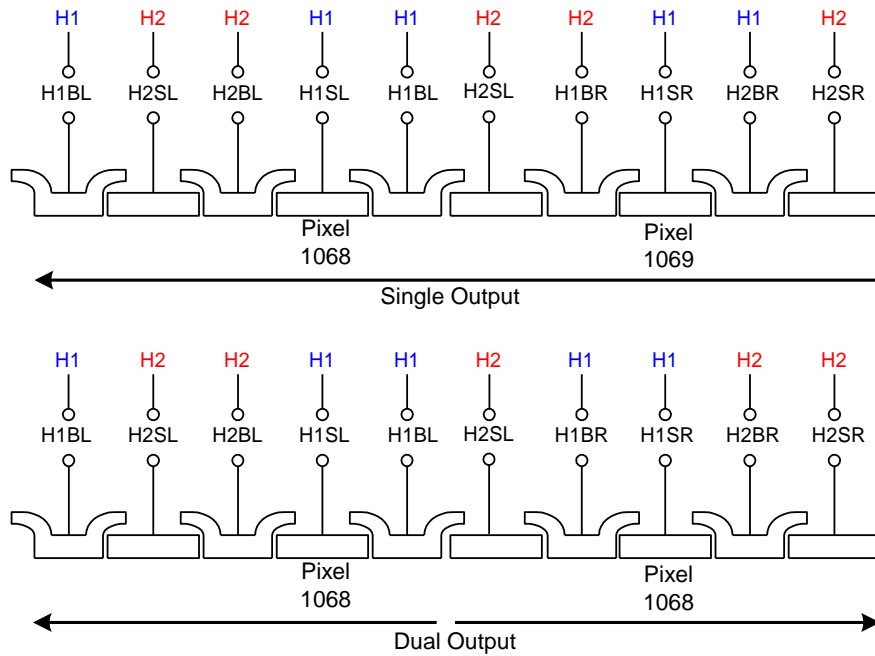 H1 H2 H2 H1 H1 H2 H2 H1 H1 H2
H1BL H2SL H2BL H1SL H1BL H2SL H1BR H1SR H2BR H2SR
Pixel Pixel
1068 1069
Single Output
H1 H2 H2 H1 H1 H2 H1 H1 H2 H2
H1BL H2SL H2BL H1SL H1BL H2SL H1BR H1SR H2BR H2SR
Pixel Pixel
1068 1068
Dual Output